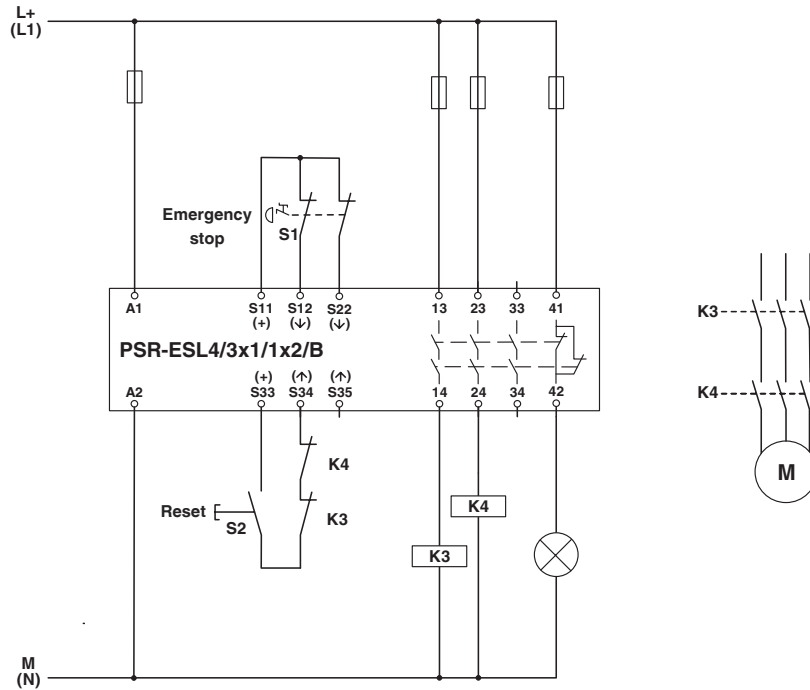 L+
(L1)
Emergency
stop
S1
A1 S11 S12 S22 13 23 33 41
(+) (↓) (↓)
PSR-ESL4/3x1/1x2/B
(+) (↑) (↑)
A2 S33 S34 S35 14 24 34 42
K4
K3
Reset
S2
K4
K3
K3
K4
M
M
(N)